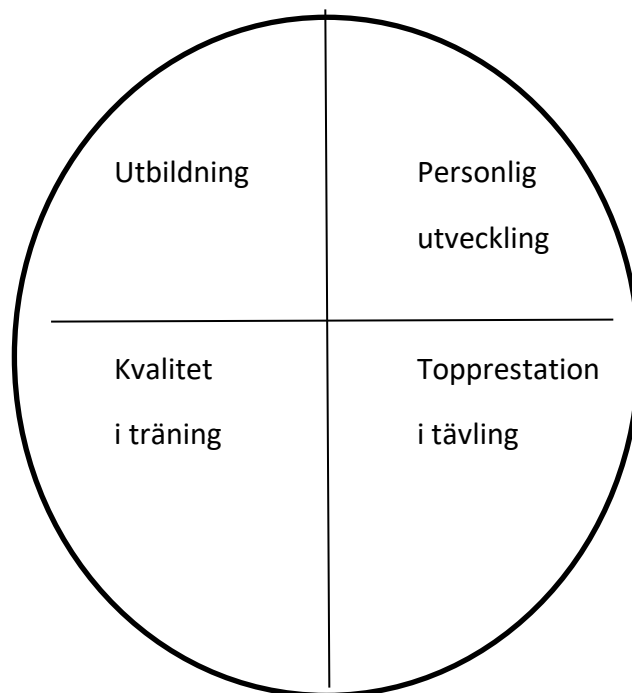 Utbildning
Personlig
utveckling
Kvalitet
i träning
Topprestation
i tävling